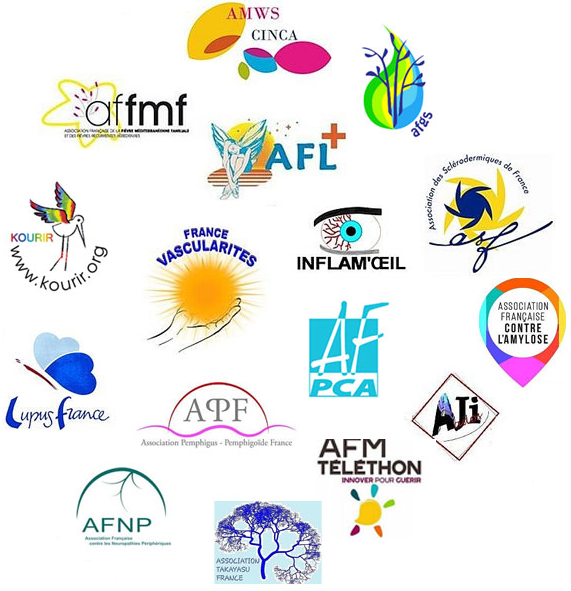 AMWS
CINCA
affmf
ASSOCIATION FRANÇAISE DE LA FIÈVRE MÉDITERRANÉENNE FAMILIALE
ET DES FIÈVRES RÉCURRENTES HÉRÉDITAIRES
afgs
AFL+
Association des Sclérodermiques de France
asf
KOURIR
www.kourir.org
FRANCE
VASCULARITES
INFLAM'ŒIL
ASSOCIATION
FRANÇAISE
CONTRE
L'AMYLOSE
AF
PCA
Lupus France
APF
Association Pemphigus - Pemphigoïde France
AJi
AFM
TÉLÉTHON
INNOVER POUR GUÉRIR
AFNP
Association Française
contre les Neuropathies Périphériques
ASSOCIATION
TAKAYASU
FRANCE